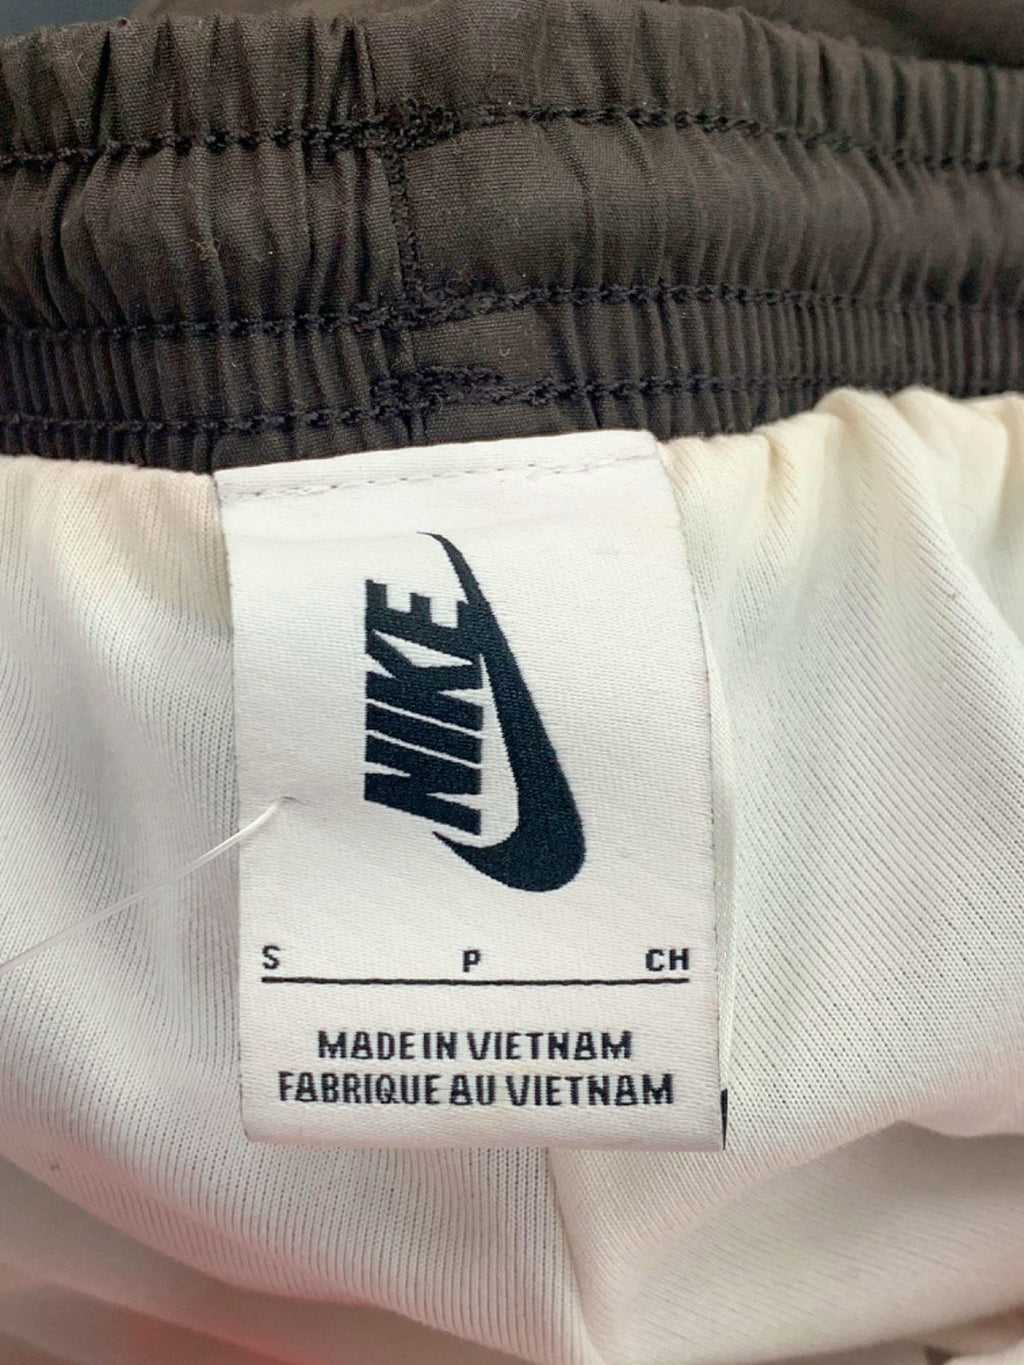 NIKE
S P CH
MADE IN VIETNAM
FABRIQUE AU VIETNAM